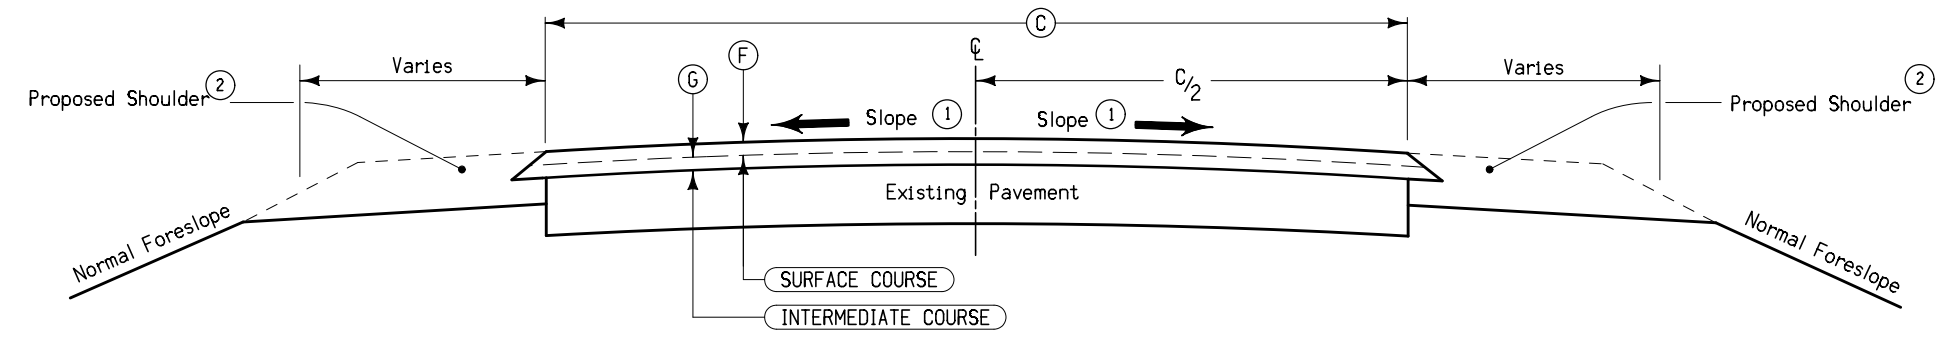 C
℄
F
Varies
G
C/2
Varies
2
Proposed Shoulder
2
Proposed Shoulder
Slope 1
Slope 1
Existing Pavement
Normal Foreslope
Normal Foreslope
SURFACE COURSE
INTERMEDIATE COURSE